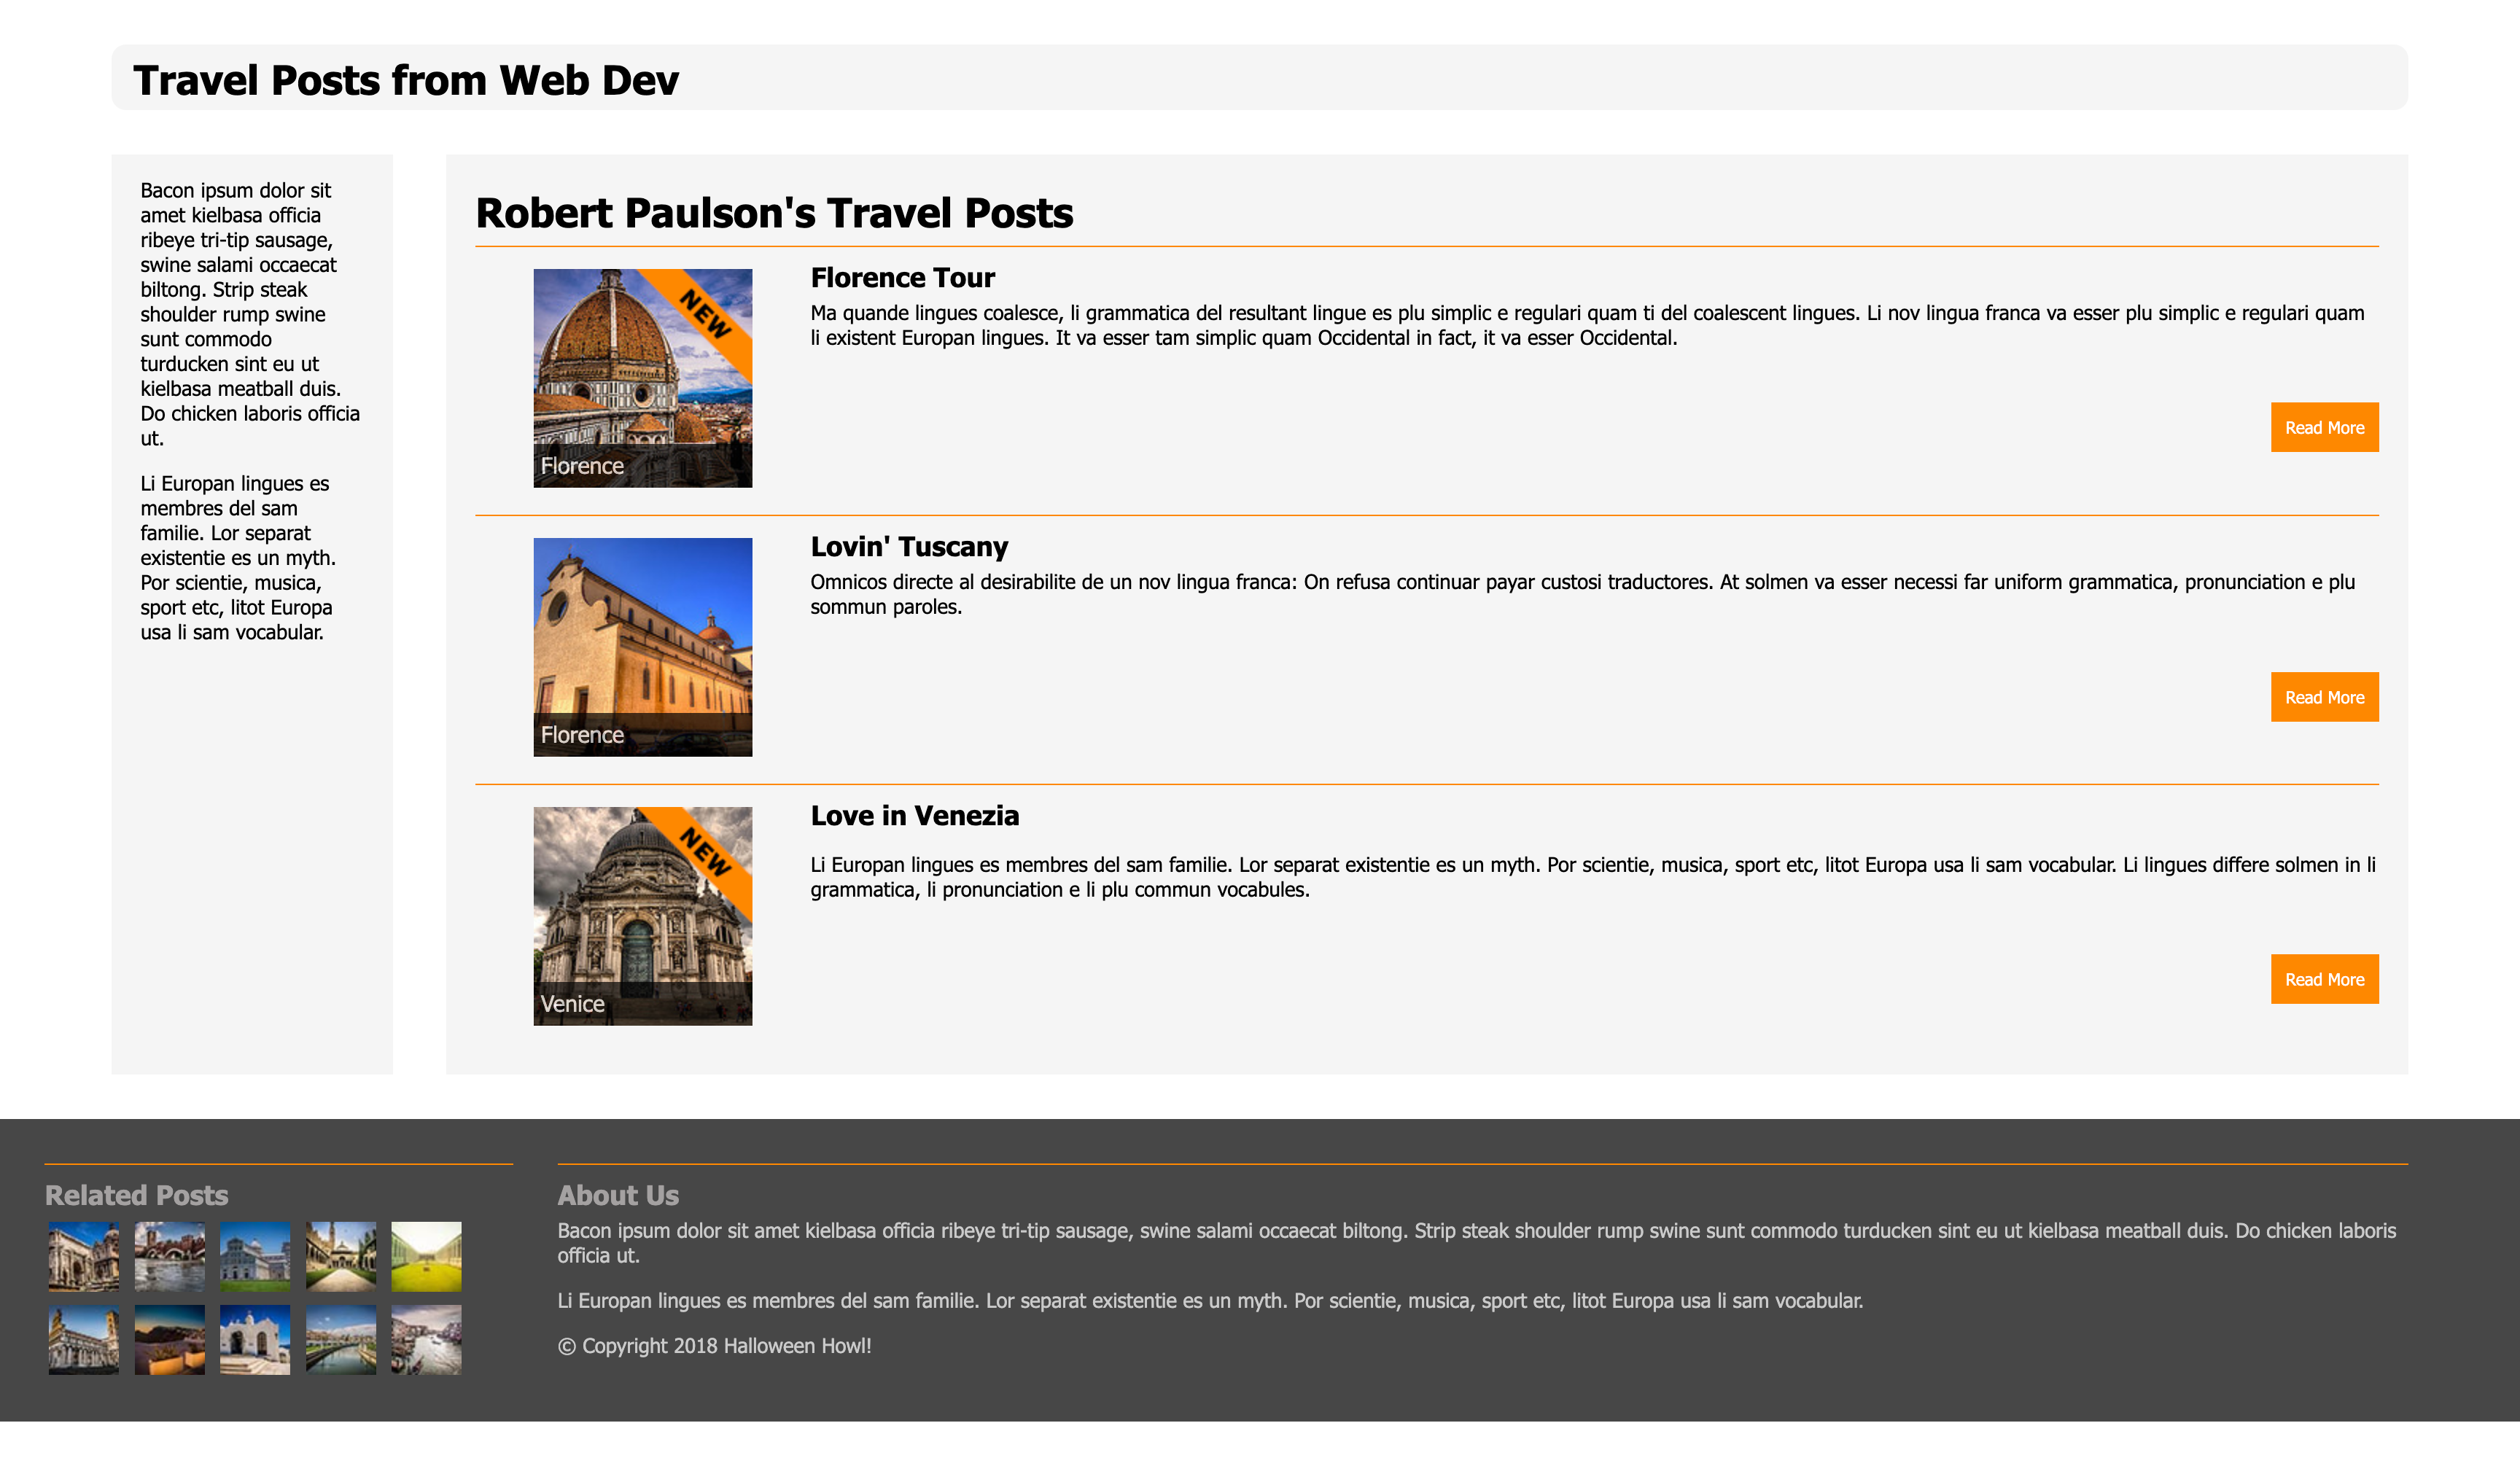 Travel Posts from Web Dev
Bacon ipsum dolor sit
amet kielbasa officia
ribeye tri-tip sausage,
swine salami occaecat
biltong. Strip steak
shoulder rump swine
sunt commodo
turducken sint eu ut
kielbasa meatball duis.
Do chicken laboris officia
ut.
Li Europan lingues es
membres del sam
familie. Lor separat
existentie es un myth.
Por scientie, musica,
sport etc, litot Europa
usa li sam vocabular.
Robert Paulson's Travel Posts
NEW
Florence
Florence Tour
Ma quande lingues coalesce, li grammatica del resultant lingue es plu simplic e regulari quam ti del coalescent lingues. Li nov lingua franca va esser plu simplic e regulari quam
li existent Europan lingues. It va esser tam simplic quam Occidental in fact, it va esser Occidental.
Read More
Florence
Lovin' Tuscany
Omnicos directe al desirabilite de un nov lingua franca: On refusa continuar payar custosi traductores. At solmen va esser necessi far uniform grammatica, pronunciation e plu
sommun paroles.
Read More
NEW
Venice
Love in Venezia
Li Europan lingues es membres del sam familie. Lor separat existentie es un myth. Por scientie, musica, sport etc, litot Europa usa li sam vocabular. Li lingues differe solmen in li
grammatica, li pronunciation e li plu commun vocabules.
Read More
Related Posts
About Us
Bacon ipsum dolor sit amet kielbasa officia ribeye tri-tip sausage, swine salami occaecat biltong. Strip steak shoulder rump swine sunt commodo turducken sint eu ut kielbasa meatball duis. Do chicken laboris
officia ut.
Li Europan lingues es membres del sam familie. Lor separat existentie es un myth. Por scientie, musica, sport etc, litot Europa usa li sam vocabular.
© Copyright 2018 Halloween Howl!